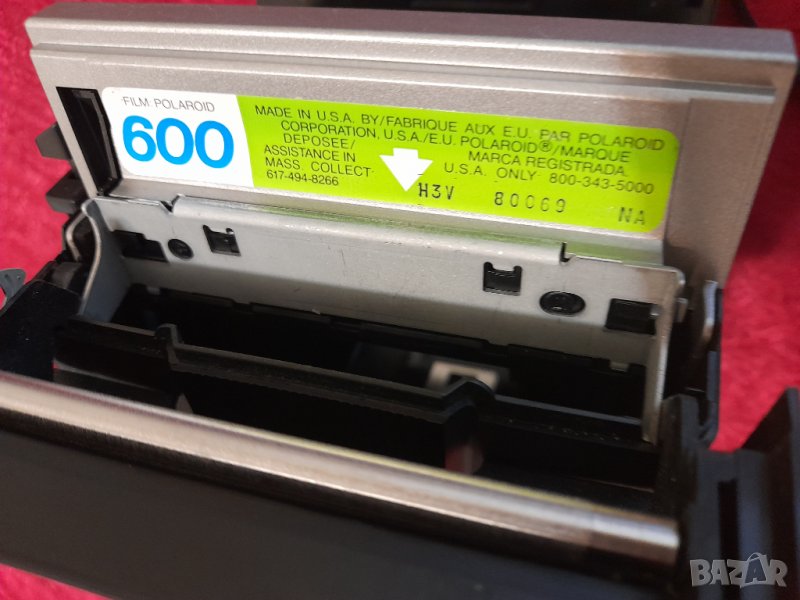 FILM POLAROID
600
MADE IN U.S.A. BY/FABRIQUE AUX E.U. PAR POLAROID
CORPORATION, U.S.A./E.U. POLAROID®/MARQUE
DEPOSEE/ MARCA REGISTRADA.
ASSISTANCE IN U.S.A. ONLY: 800-343-5000
MASS. COLLECT:
617-494-8266
H3V 80069 NA
BAZAR